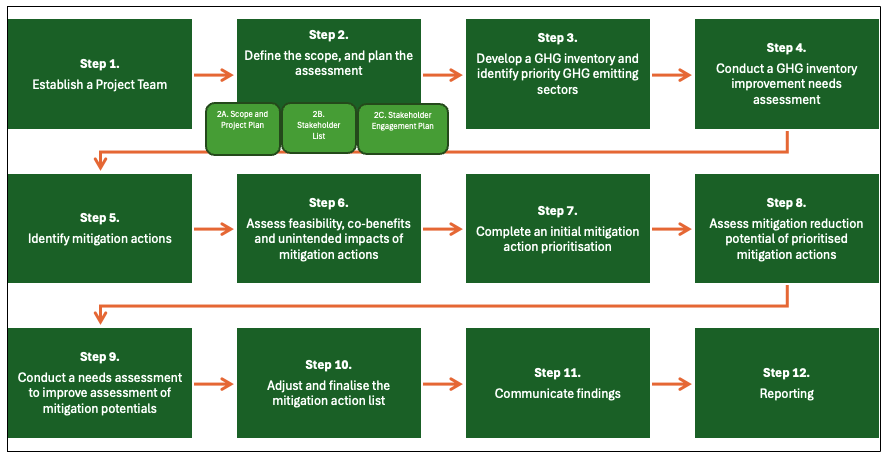 Step 1.
Establish a Project Team
Step 2.
Define the scope, and plan the
assessment
2A. Scope and
Project Plan
2B.
Stakeholder
List
2C. Stakeholder
Engagement Plan
Step 3.
Develop a GHG inventory and
identify priority GHG emitting
sectors
Step 4.
Conduct a GHG inventory
improvement needs
assessment
Step 5.
Identify mitigation actions
Step 6.
Assess feasibility, co-benefits
and unintended impacts of
mitigation actions
Step 7.
Complete an initial mitigation
action prioritisation
Step 8.
Assess mitigation reduction
potential of prioritised
mitigation actions
Step 9.
Conduct a needs assessment
to improve assessment of
mitigation potentials
Step 10.
Adjust and finalise the
mitigation action list
Step 11.
Communicate findings
Step 12.
Reporting